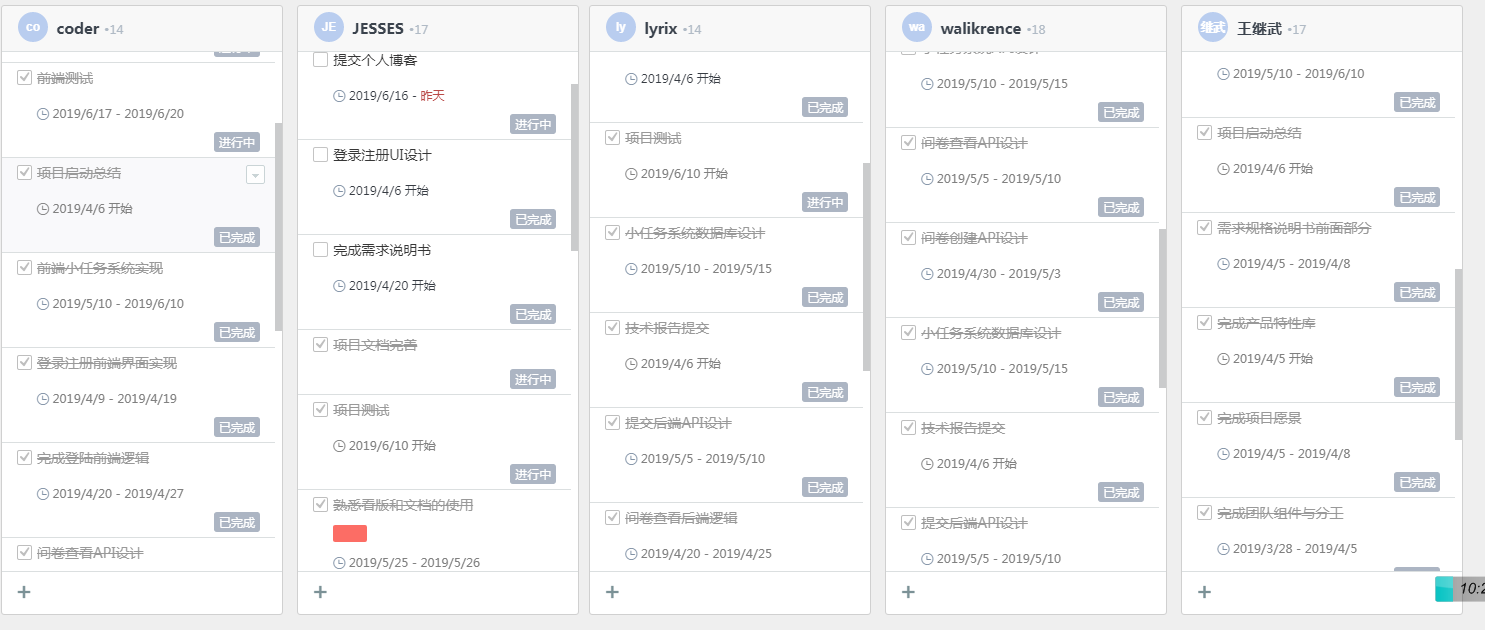 co coder •14
进行中
前端测试
2019/6/17 - 2019/6/20
进行中
项目启动总结
2019/4/6 开始
已完成
前端小任务系统实现
2019/5/10 - 2019/6/10
已完成
登录注册前端界面实现
2019/4/9 - 2019/4/19
已完成
完成登陆前端逻辑
2019/4/20 - 2019/4/27
已完成
问卷查看API设计
+
JE JESSES •17
提交个人博客
2019/6/16 - 昨天
进行中
登录注册UI设计
2019/4/6 开始
已完成
完成需求说明书
2019/4/20 开始
已完成
项目文档完善
进行中
项目测试
2019/6/10 开始
进行中
熟悉看版和文档的使用
2019/5/25 - 2019/5/26
+
ly lyrix •14
2019/4/6 开始
已完成
项目测试
2019/6/10 开始
进行中
小任务系统数据库设计
2019/5/10 - 2019/5/15
已完成
技术报告提交
2019/4/6 开始
已完成
提交后端API设计
2019/5/5 - 2019/5/10
已完成
问卷查看后端逻辑
2019/4/20 - 2019/4/25
+
wa walikrence •18
小任务系统API设计
2019/5/10 - 2019/5/15
已完成
问卷查看API设计
2019/5/5 - 2019/5/10
已完成
问卷创建API设计
2019/4/30 - 2019/5/3
已完成
小任务系统数据库设计
2019/5/10 - 2019/5/15
已完成
技术报告提交
2019/4/6 开始
已完成
提交后端API设计
2019/5/5 - 2019/5/10
+
继武 王继武 •17
2019/5/10 - 2019/6/10
已完成
项目启动总结
2019/4/6 开始
已完成
需求规格说明书前面部分
2019/4/5 - 2019/4/8
已完成
完成产品特性库
2019/4/5 开始
已完成
完成项目愿景
2019/4/5 - 2019/4/8
已完成
完成团队组件与分工
2019/3/28 - 2019/4/5
+
10:2